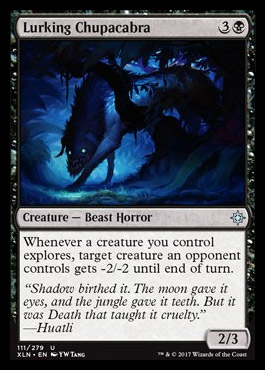 Lurking Chupacabra 3
Creature — Beast Horror
Whenever a creature you control
explores, target creature an opponent
controls gets -2/-2 until end of turn.
“Shadow birthed it. The moon gave it
eyes, and the jungle gave it teeth. But it
was Death that taught it cruelty.”
—Huatli
2/3
111/279 U
XLN • EN YW TANG
™ & © 2017 Wizards of the Coast